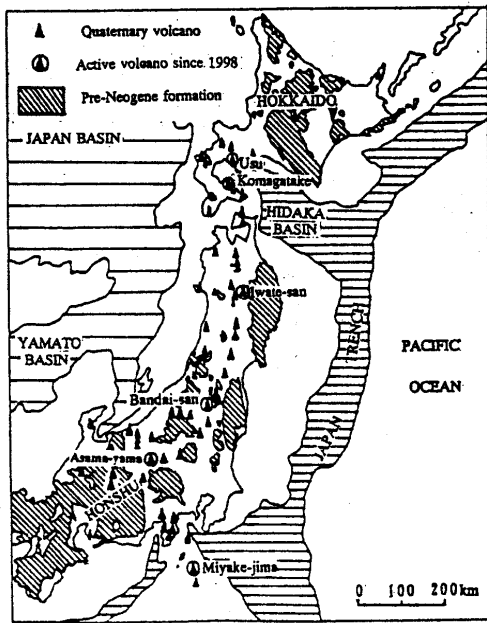 Quaternary volcano
Active volcano since 1998
Pre-Neogene formation
HOKKAIDO
JAPAN BASIN
Usu
Komagatake
HIDAKA
BASIN
Iwate-san
YAMATO
BASIN
JAPAN TRENCH
PACIFIC
OCEAN
Bandai-san
Asama-yama
HONSHU
Miyake-jima
0 100 200km